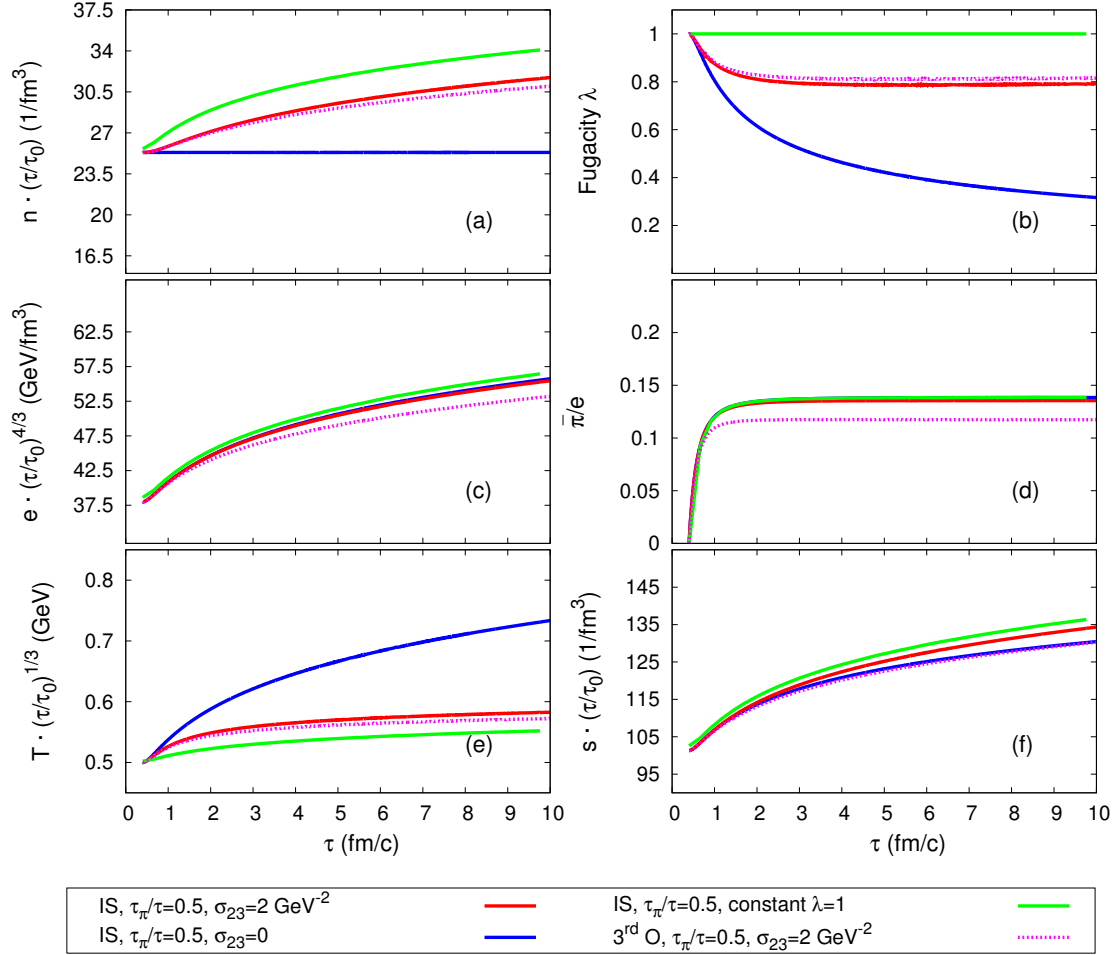 n · (τ/τ0) (1/fm3)
37.5
34
30.5
27
23.5
20
16.5
(a)
Fugacity λ
1
0.8
0.6
0.4
0.2
(b)
e · (τ/τ0)4/3 (GeV/fm3)
62.5
57.5
52.5
47.5
42.5
37.5
(c)
π̅/e
0.2
0.15
0.1
0.05
0
(d)
T · (τ/τ0)1/3 (GeV)
0.8
0.7
0.6
0.5
(e)
0 1 2 3 4 5 6 7 8 9 10
τ (fm/c)
s · (τ/τ0) (1/fm3)
145
135
125
115
105
95
(f)
0 1 2 3 4 5 6 7 8 9 10
τ (fm/c)
IS, τπ/τ=0.5, σ23=2 GeV-2
IS, τπ/τ=0.5, σ23=0
IS, τπ/τ=0.5, constant λ=1
3rd O, τπ/τ=0.5, σ23=2 GeV-2